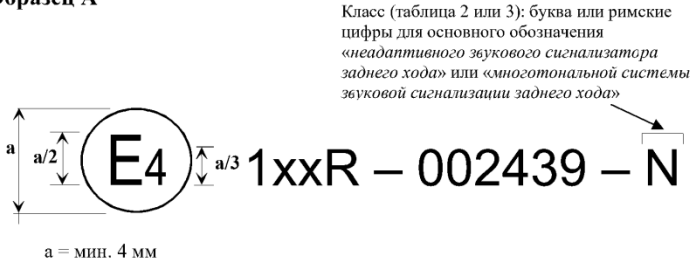 Образец А
Класс (таблица 2 или 3): буква или римские
цифры для основного обозначения
«неадаптивного звукового сигнализатора
заднего хода» или «многотональной системы
звуковой сигнализации заднего хода»
a
a/2
E4
a/3
1xxR – 002439 – N
a = мин. 4 мм